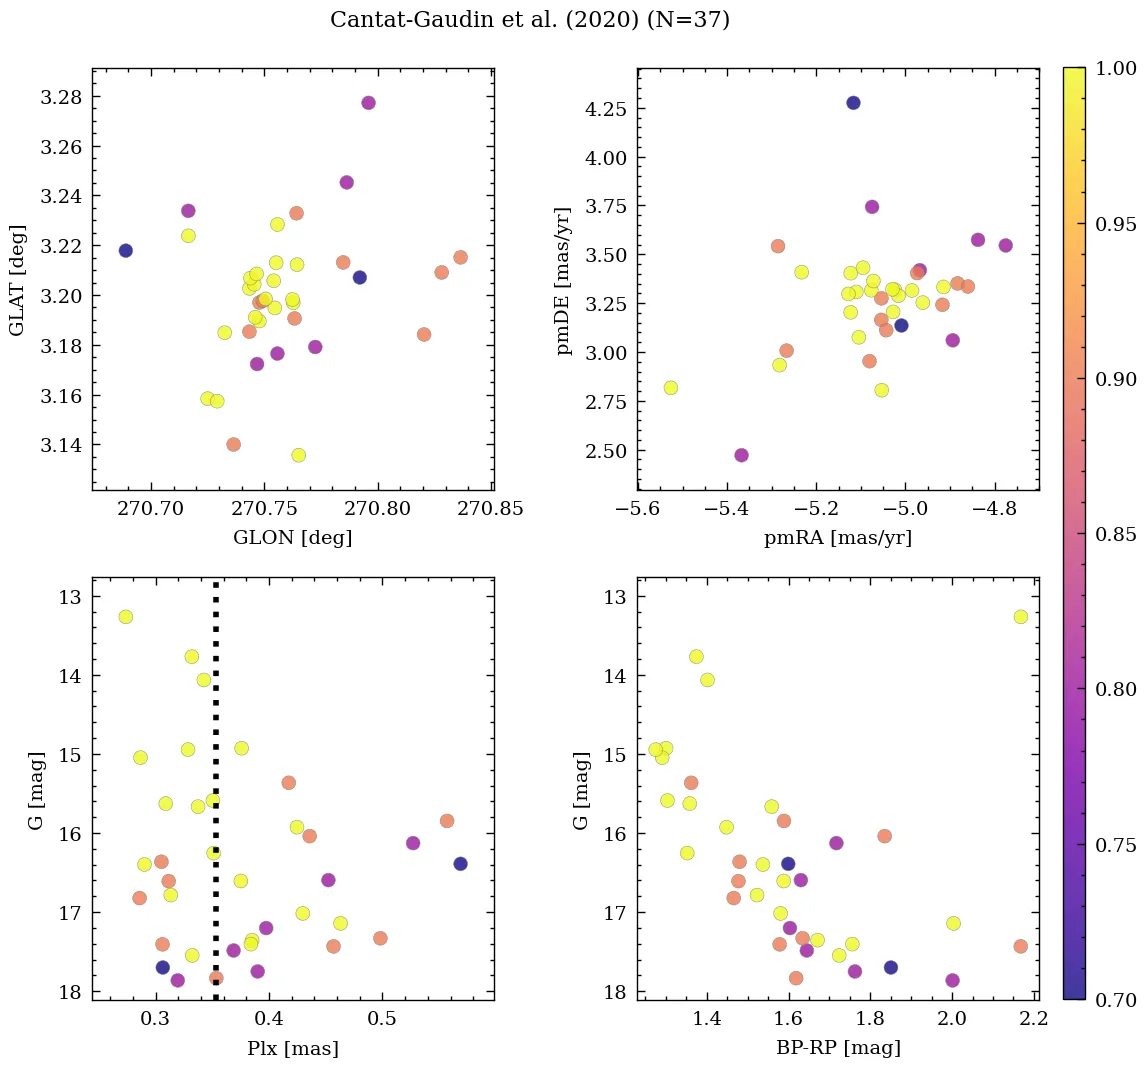 Cantat-Gaudin et al. (2020) (N=37)
3.28
3.26
3.24
3.22
3.20
3.18
3.16
3.14
GLAT [deg]
270.70 270.75 270.80 270.85
GLON [deg]
4.25
4.00
3.75
3.50
3.25
3.00
2.75
2.50
pmDE [mas/yr]
−5.6 −5.4 −5.2 −5.0 −4.8
pmRA [mas/yr]
13
14
15
16
17
18
G [mag]
0.3 0.4 0.5
Plx [mas]
13
14
15
16
17
18
G [mag]
1.4 1.6 1.8 2.0 2.2
BP-RP [mag]
1.00
0.95
0.90
0.85
0.80
0.75
0.70